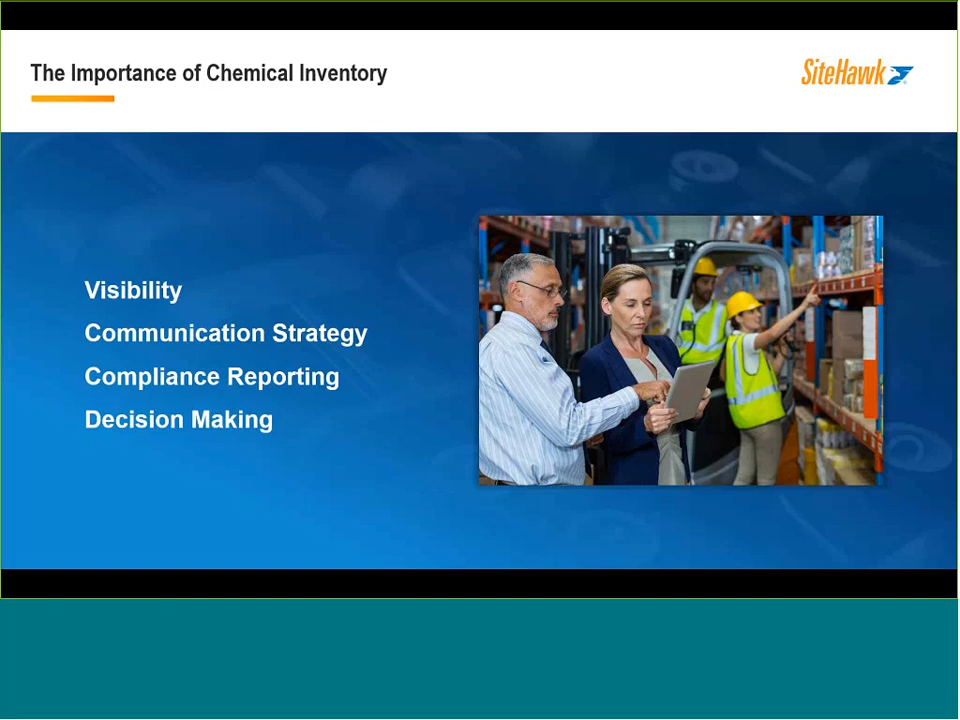 The Importance of Chemical Inventory
SiteHawk
Visibility
Communication Strategy
Compliance Reporting
Decision Making